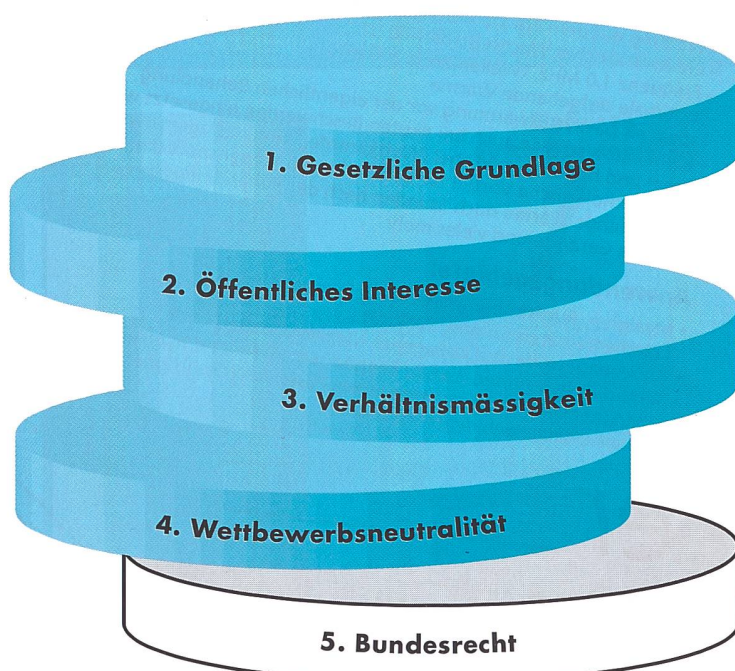 1. Gesetzliche Grundlage
2. Öffentliches Interesse
3. Verhältnismässigkeit
4. Wettbewerbsneutralität
5. Bundesrecht